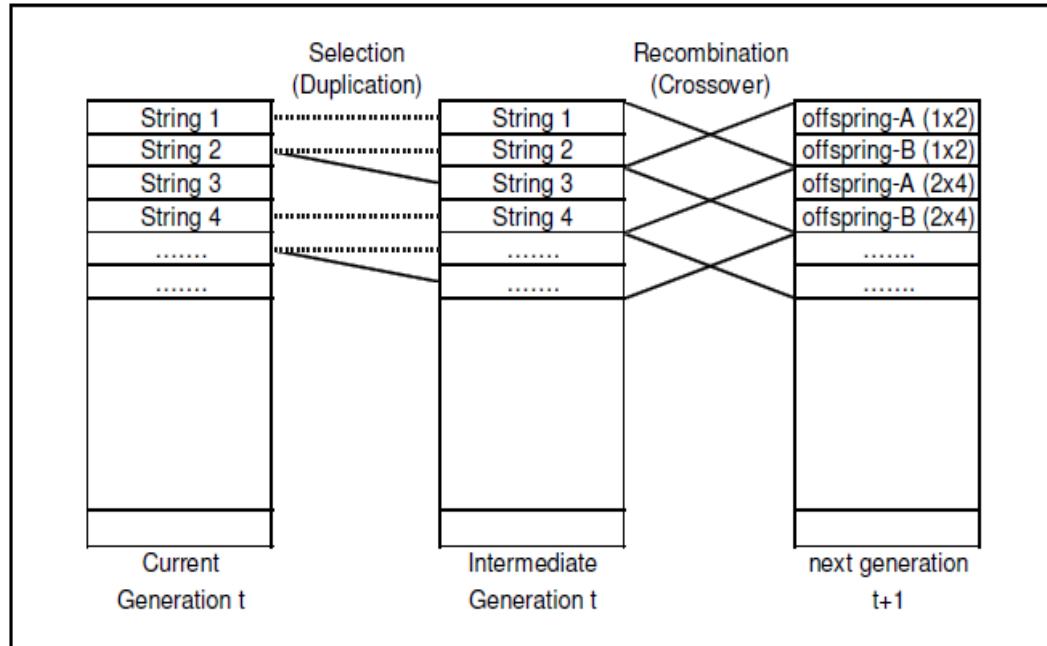 Selection
(Duplication)
Recombination
(Crossover)
String 1
String 1
offspring-A (1x2)
String 2
String 2
offspring-B (1x2)
String 3
String 3
offspring-A (2x4)
String 4
String 4
offspring-B (2x4)
.......
.......
.......
.......
.......
.......
Current
Generation t
Intermediate
Generation t
next generation
t+1